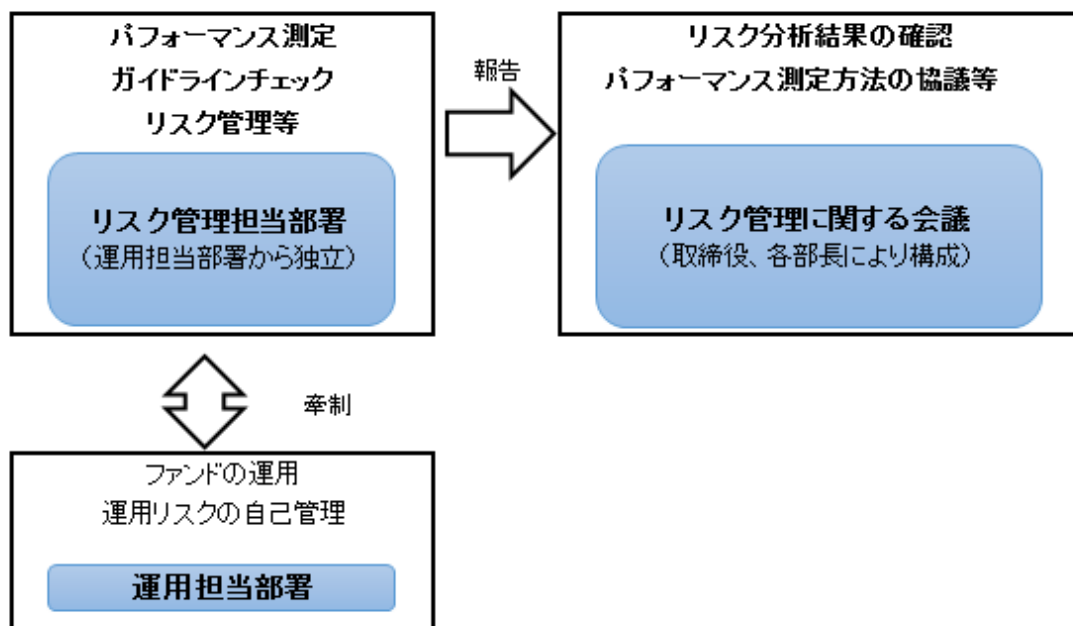 パフォーマンス測定
ガイドラインチェック
リスク管理等
リスク管理担当部署
（運用担当部署から独立）
報告
リスク分析結果の確認
パフォーマンス測定方法の協議等
リスク管理に関する会議
（取締役、各部長により構成）
牽制
ファンドの運用
運用リスクの自己管理
運用担当部署